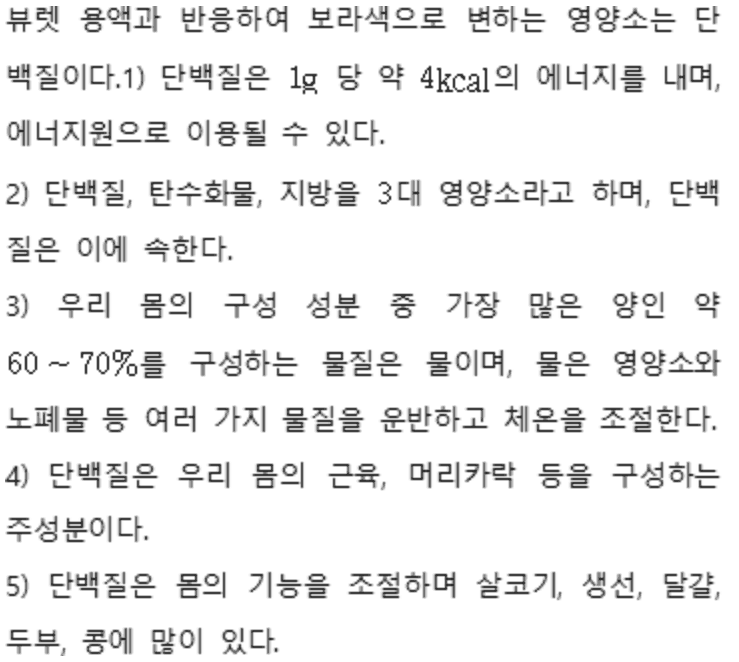 뷰렛 용액과 반응하여 보라색으로 변하는 영양소는 단
백질이다.1) 단백질은 1g 당 약 4kcal의 에너지를 내며,
에너지원으로 이용될 수 있다.
2) 단백질, 탄수화물, 지방을 3대 영양소라고 하며, 단백
질은 이에 속한다.
3) 우리 몸의 구성 성분 중 가장 많은 양인 약
60 ~ 70%를 구성하는 물질은 물이며, 물은 영양소와
노폐물 등 여러 가지 물질을 운반하고 체온을 조절한다.
4) 단백질은 우리 몸의 근육, 머리카락 등을 구성하는
주성분이다.
5) 단백질은 몸의 기능을 조절하며 살코기, 생선, 달걀,
두부, 콩에 많이 있다.